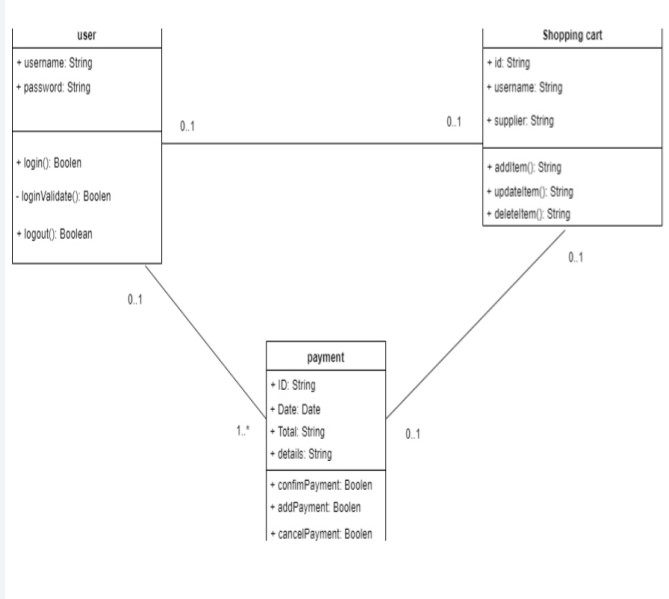 user
+ username: String
+ password: String
+ login(): Boolen
- loginValidate(): Boolen
+ logout(): Boolean
0..1
0..1
Shopping cart
+ id: String
+ username: String
+ supplier: String
+ addItem(): String
+ updateItem(): String
+ deleteItem(): String
0..1
0..1
payment
+ ID: String
+ Date: Date
+ Total: String
+ details: String
+ confimPayment: Boolen
+ addPayment: Boolen
+ cancelPayment: Boolen
1..*
0..1